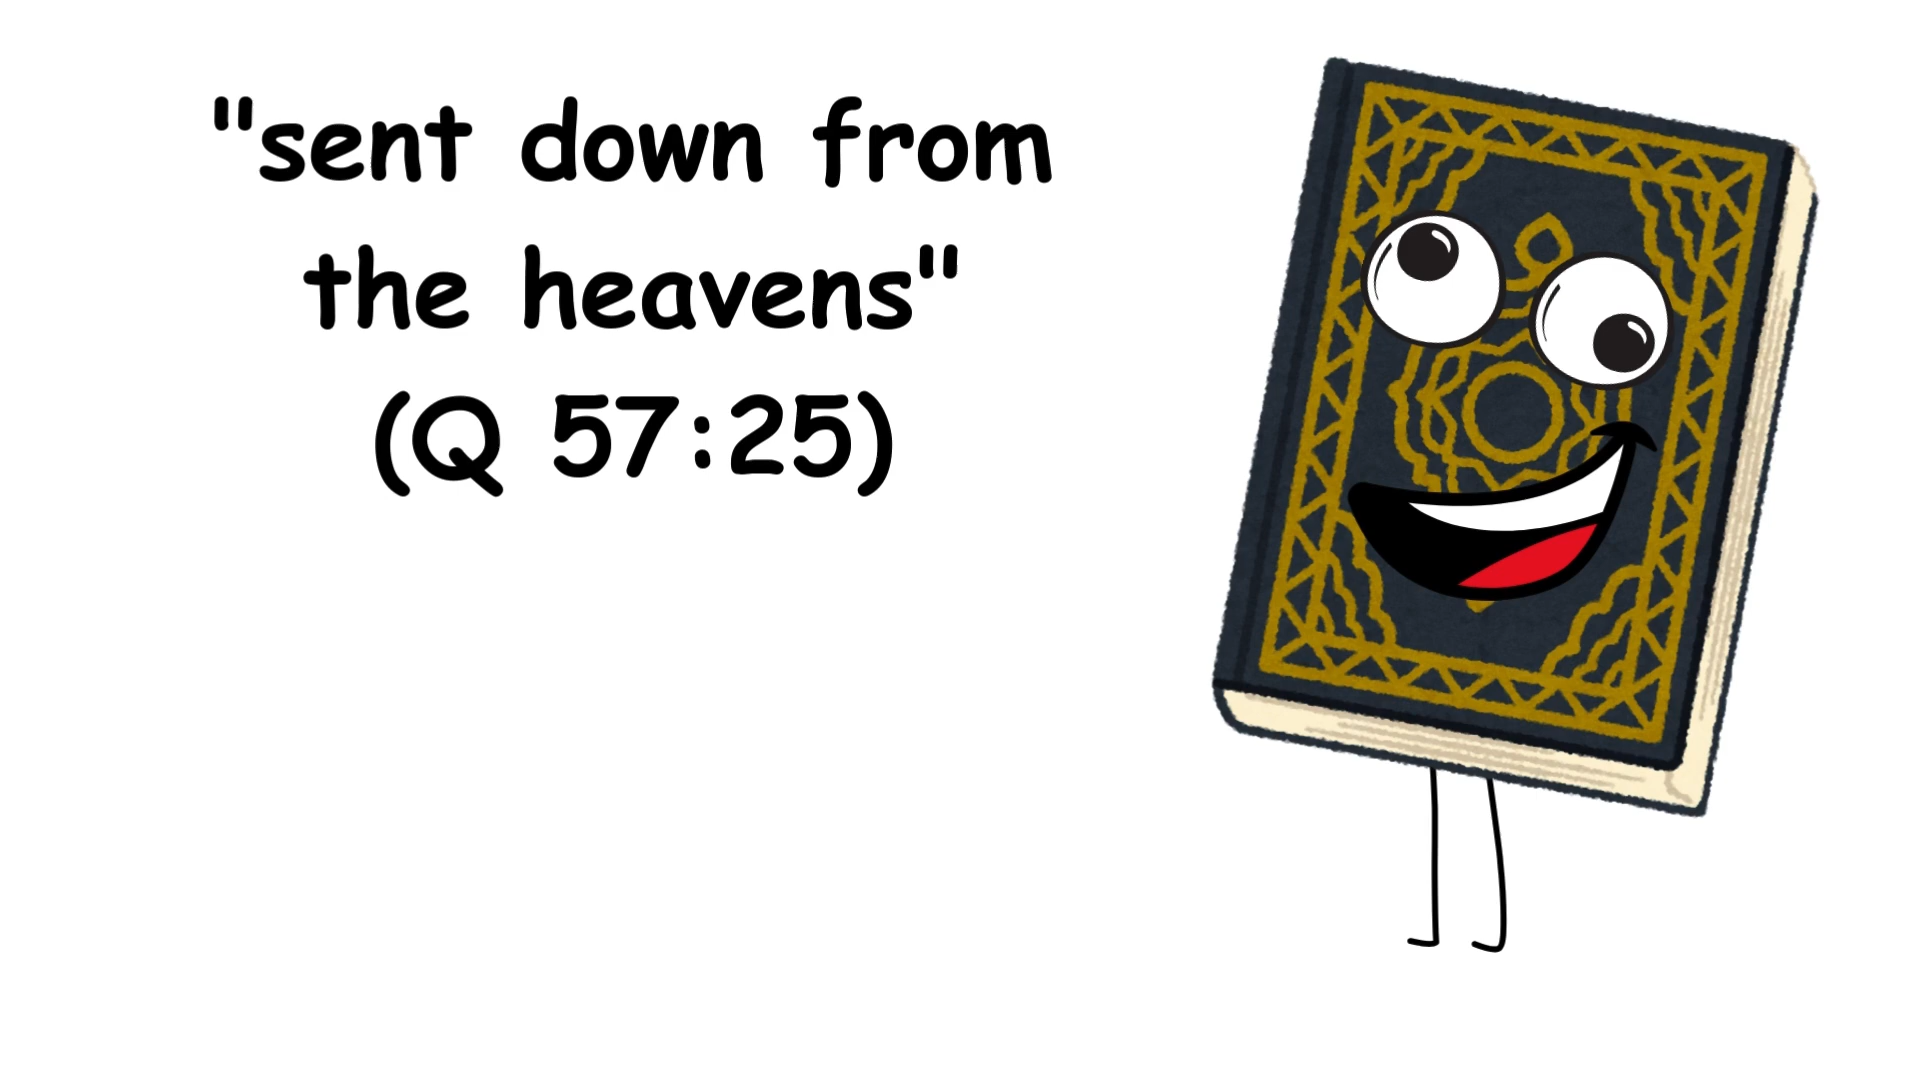 "sent down from
the heavens"
(Q 57:25)